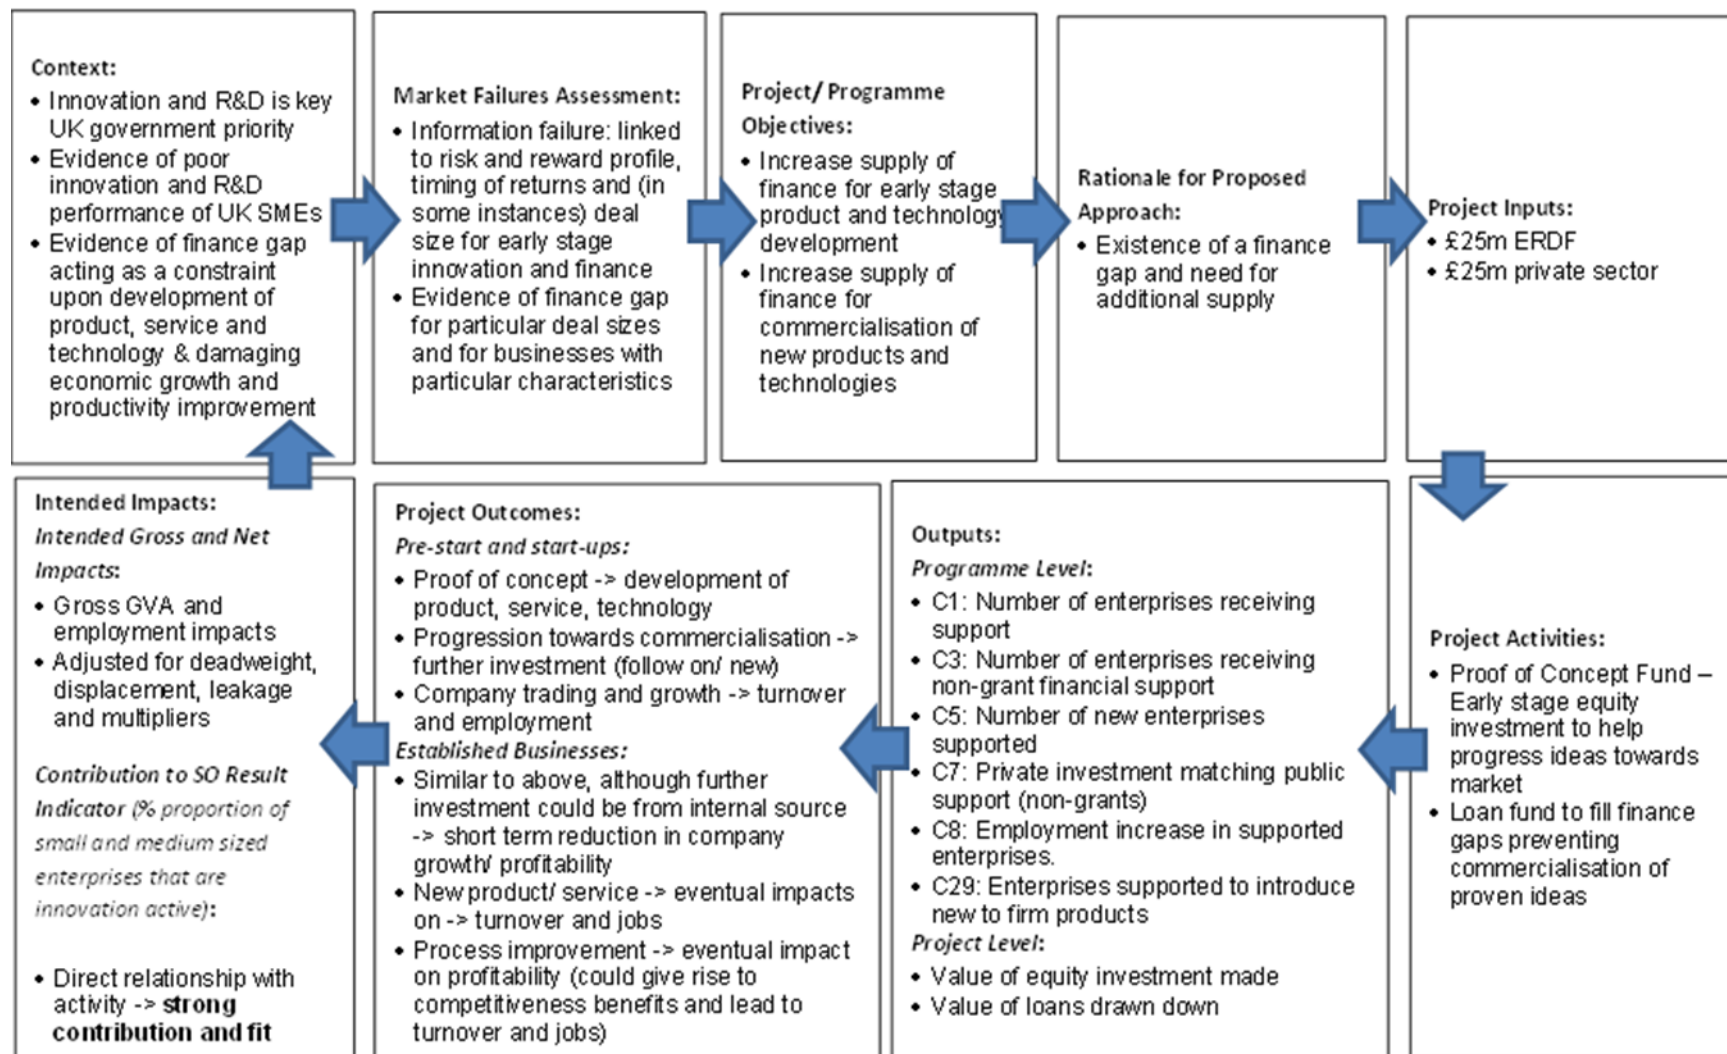 Context:
• Innovation and R&D is key
UK government priority
• Evidence of poor
innovation and R&D
performance of UK SMEs
• Evidence of finance gap
acting as a constraint
upon development of
product, service and
technology & damaging
economic growth and
productivity improvement
Market Failures Assessment:
• Information failure: linked
to risk and reward profile,
timing of returns and (in
some instances) deal
size for early stage
innovation and finance
• Evidence of finance gap
for particular deal sizes
and for businesses with
particular characteristics
Project/ Programme
Objectives:
• Increase supply of
finance for early stage
product and technology
development
• Increase supply of
finance for
commercialisation of
new products and
technologies
Rationale for Proposed
Approach:
• Existence of a finance
gap and need for
additional supply
Project Inputs:
• £25m ERDF
• £25m private sector
Project Activities:
• Proof of Concept Fund –
Early stage equity
investment to help
progress ideas towards
market
• Loan fund to fill finance
gaps preventing
commercialisation of
proven ideas
Outputs:
Programme Level:
• C1: Number of enterprises receiving
support
• C3: Number of enterprises receiving
non-grant financial support
• C5: Number of new enterprises
supported
• C7: Private investment matching public
support (non-grants)
• C8: Employment increase in supported
enterprises.
• C29: Enterprises supported to introduce
new to firm products
Project Level:
• Value of equity investment made
• Value of loans drawn down
Project Outcomes:
Pre-start and start-ups:
• Proof of concept -> development of
product, service, technology
• Progression towards commercialisation ->
further investment (follow on/ new)
• Company trading and growth -> turnover
and employment
Established Businesses:
• Similar to above, although further
investment could be from internal source
-> short term reduction in company
growth/ profitability
• New product/ service -> eventual impacts
on -> turnover and jobs
• Process improvement -> eventual impact
on profitability (could give rise to
competitiveness benefits and lead to
turnover and jobs)
Intended Impacts:
Intended Gross and Net
Impacts:
• Gross GVA and
employment impacts
• Adjusted for deadweight,
displacement, leakage
and multipliers
Contribution to SO Result
Indicator (% proportion of
small and medium sized
enterprises that are
innovation active):
• Direct relationship with
activity -> strong
contribution and fit